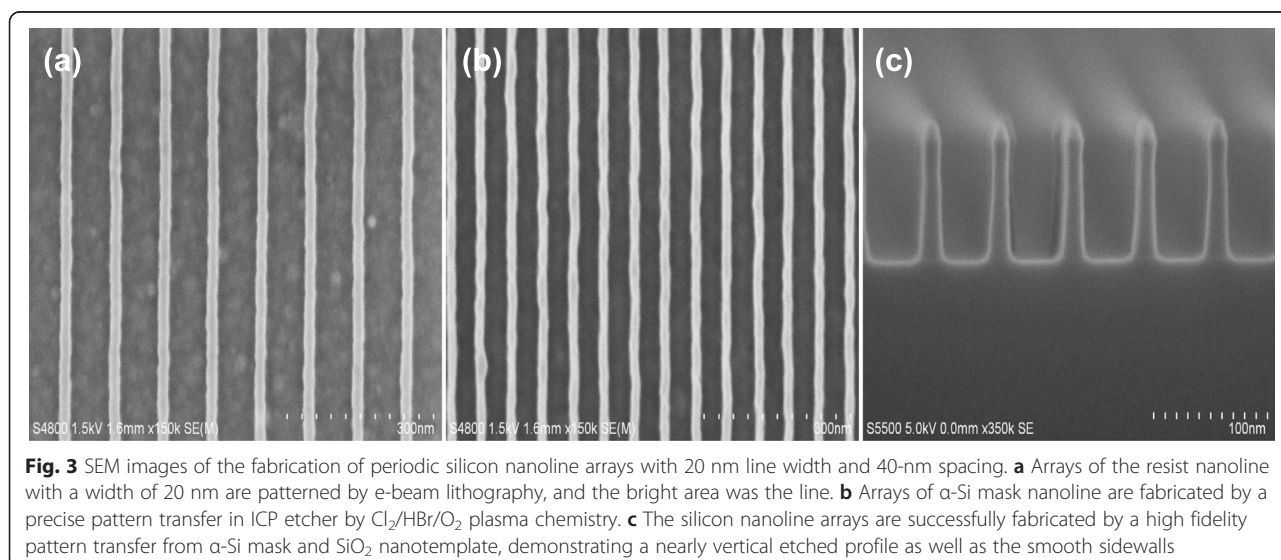 (a) (b) (c)
S4800 1.5kV 1.6mm x150k SE(M) 300nm S4800 1.5kV 1.6mm x150k SE(M) 300nm S5500 5.0kV 0.0mm x350k SE 100nm
Fig. 3 SEM images of the fabrication of periodic silicon nanoline arrays with 20 nm line width and 40-nm spacing. a Arrays of the resist nanoline
with a width of 20 nm are patterned by e-beam lithography, and the bright area was the line. b Arrays of α-Si mask nanoline are fabricated by a
precise pattern transfer in ICP etcher by Cl₂/HBr/O₂ plasma chemistry. c The silicon nanoline arrays are successfully fabricated by a high fidelity
pattern transfer from α-Si mask and SiO₂ nanotemplate, demonstrating a nearly vertical etched profile as well as the smooth sidewalls